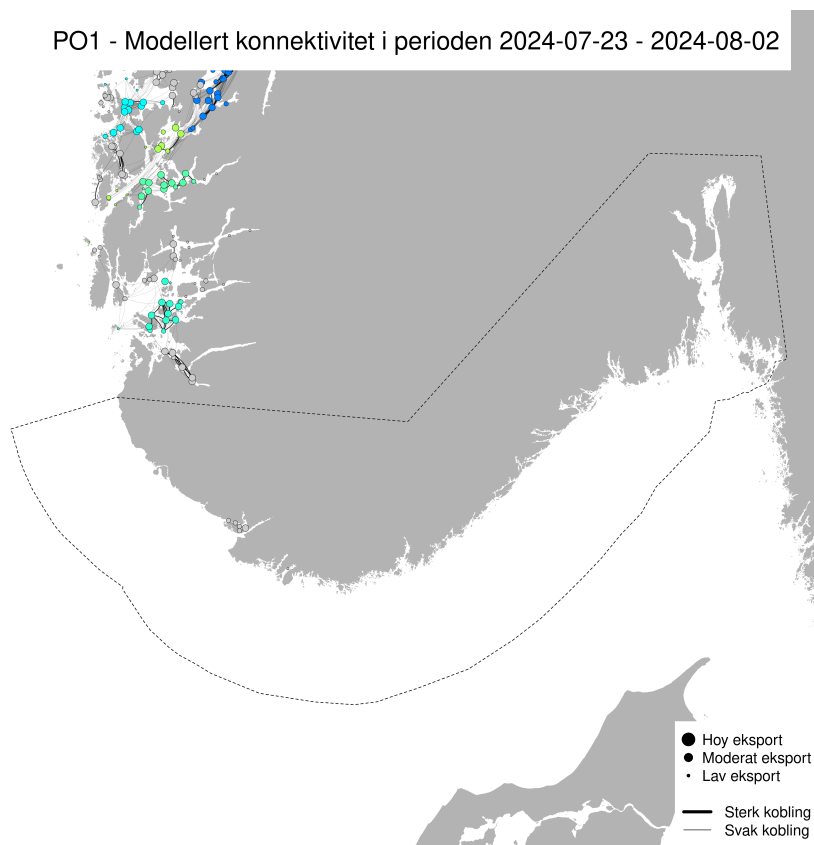 PO1 - Modellert konnektivitet i perioden 2024-07-23 - 2024-08-02
Hoy eksport
Moderat eksport
Lav eksport
Sterk kobling
Svak kobling